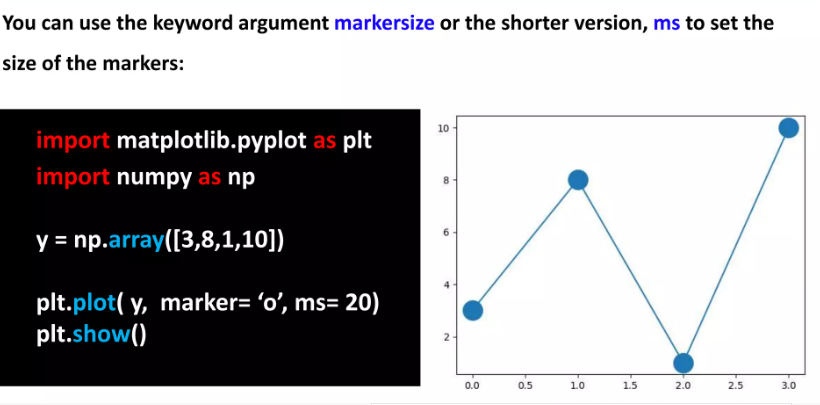 You can use the keyword argument markersize or the shorter version, ms to set the
size of the markers:
import matplotlib.pyplot as plt
import numpy as np
y = np.array([3,8,1,10])
plt.plot( y,  marker= ‘o’, ms= 20)
plt.show()
10
8
6
4
2
0.0 0.5 1.0 1.5 2.0 2.5 3.0